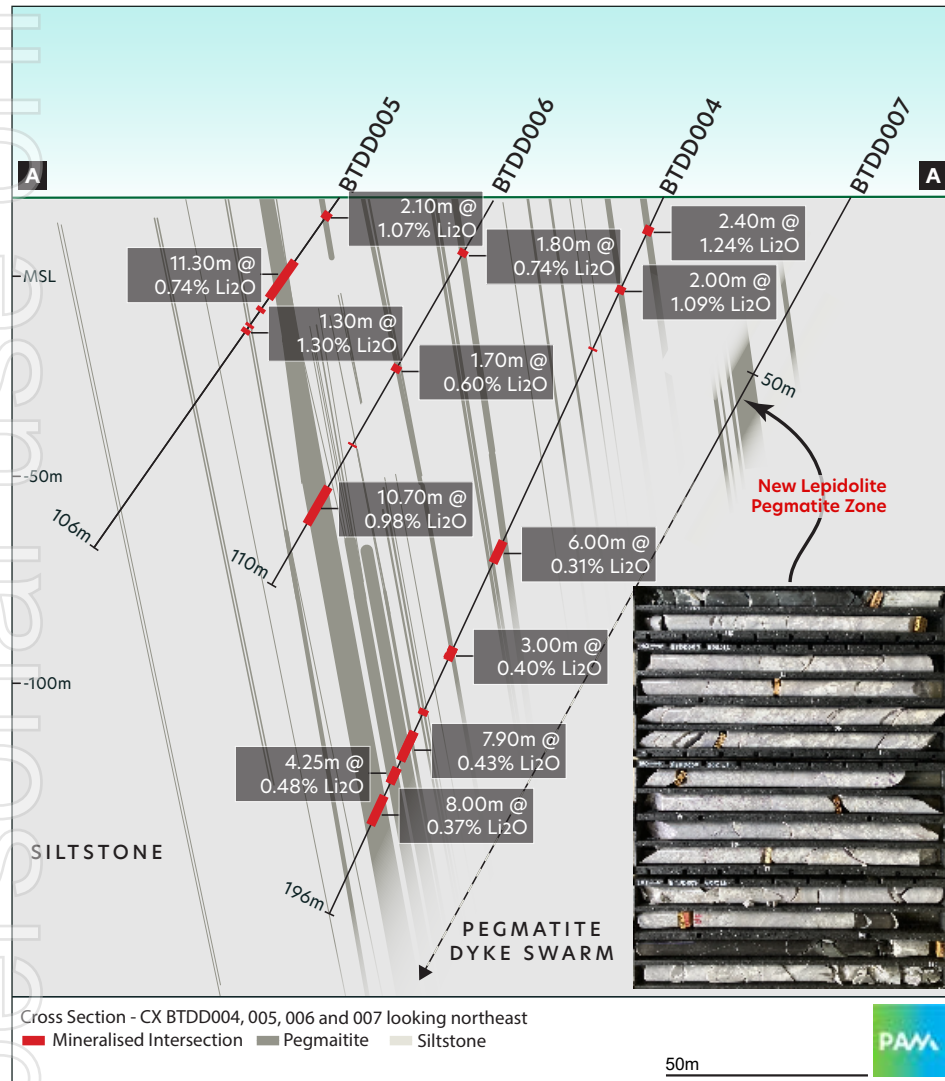 BTDD005
BTDD006
BTDD004
BTDD007
A
A
2.10m @
1.07% Li2O
1.80m @
0.74% Li2O
2.40m @
1.24% Li2O
11.30m @
0.74% Li2O
MSL
2.00m @
1.09% Li2O
1.30m @
1.30% Li2O
1.70m @
0.60% Li2O
50m
-50m
New Lepidolite
Pegmatite Zone
10.70m @
0.98% Li2O
106m
6.00m @
0.31% Li2O
110m
3.00m @
0.40% Li2O
-100m
7.90m @
0.43% Li2O
4.25m @
0.48% Li2O
8.00m @
0.37% Li2O
SILTSTONE
196m
PEGMATITE
DYKE SWARM
Cross Section - CX BTDD004, 005, 006 and 007 looking northeast
Mineralised Intersection
Pegmaitite
Siltstone
50m
PAM